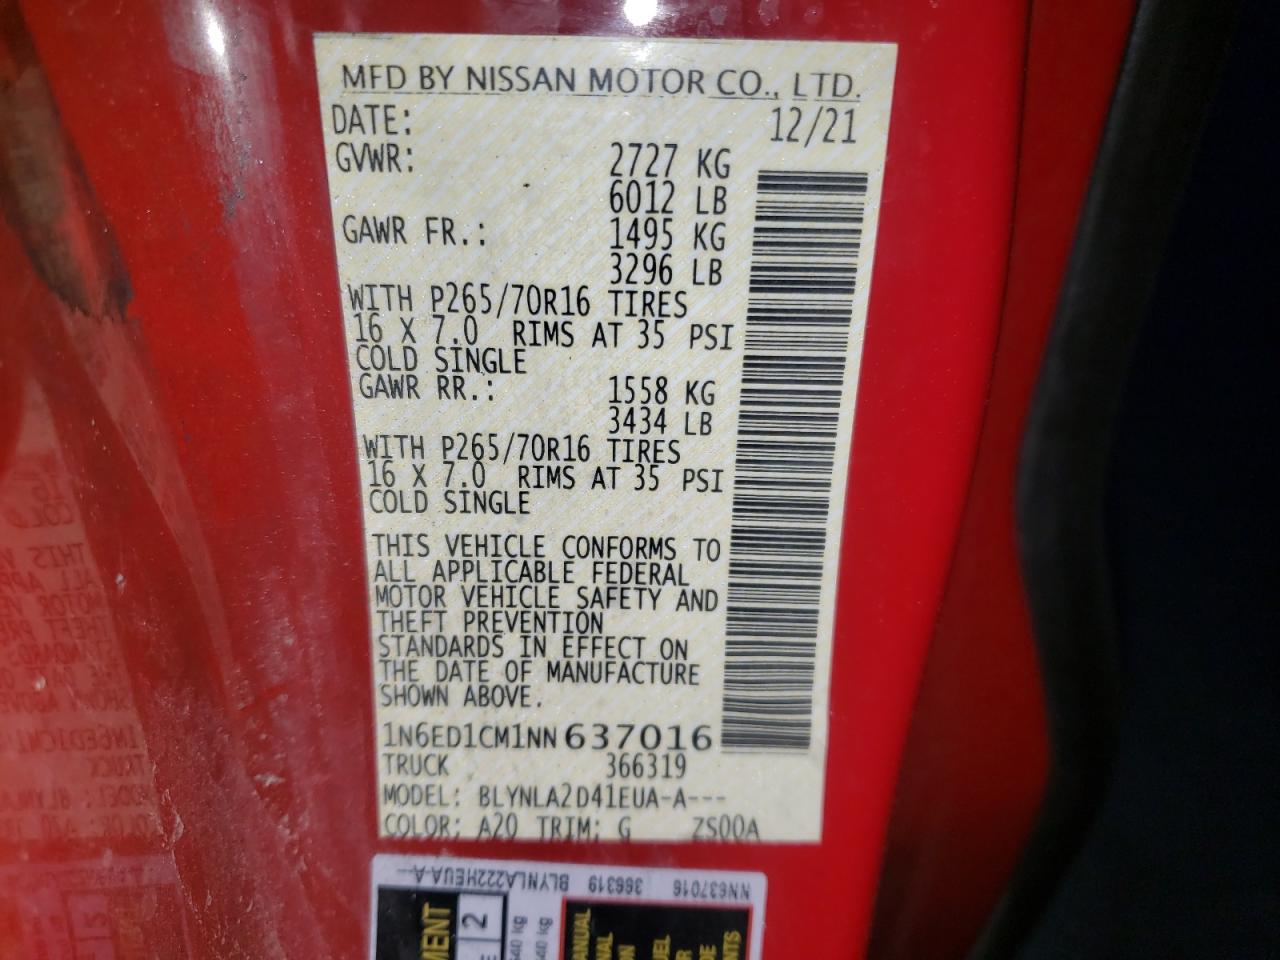 MFD BY NISSAN MOTOR CO., LTD.
DATE: 12/21
GVWR: 2727 KG
6012 LB
GAWR FR.: 1495 KG
3296 LB
WITH P265/70R16 TIRES
16 X 7.0 RIMS AT 35 PSI
COLD SINGLE
GAWR RR.: 1558 KG
3434 LB
WITH P265/70R16 TIRES
16 X 7.0 RIMS AT 35 PSI
COLD SINGLE
THIS VEHICLE CONFORMS TO
ALL APPLICABLE FEDERAL
MOTOR VEHICLE SAFETY AND
THEFT PREVENTION
STANDARDS IN EFFECT ON
THE DATE OF MANUFACTURE
SHOWN ABOVE.
1N6ED1CM1NN637016
TRUCK 366319
MODEL: BLYNLA2D41EUA-A---
COLOR: A20 TRIM: G ZS00A
NN637016 366319 BLYNLA222HEUA-A--
2